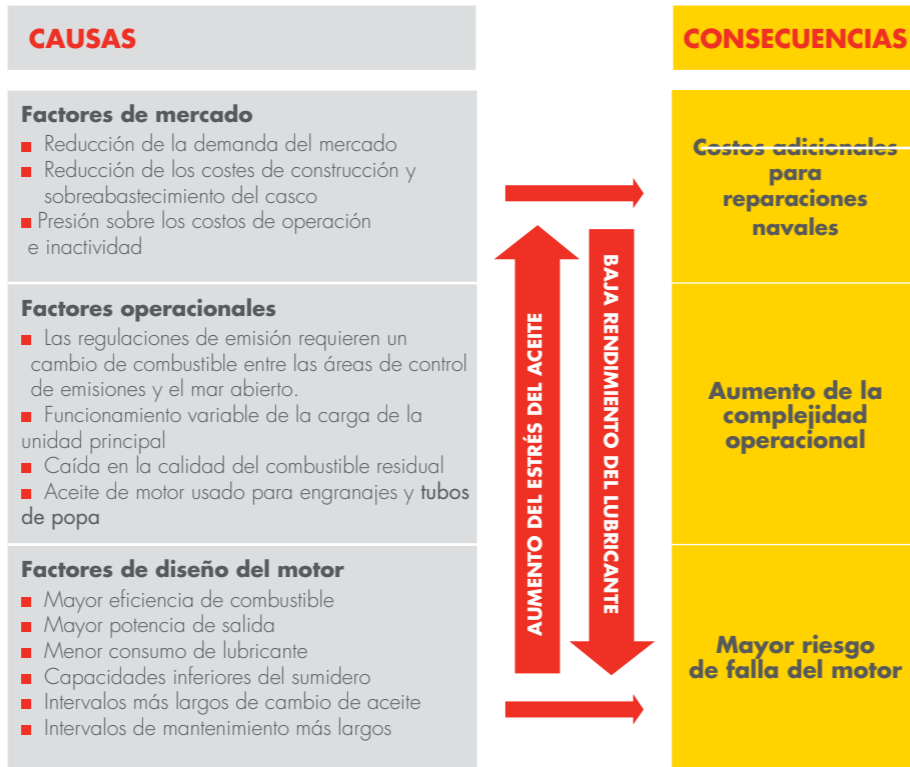 CAUSAS
CONSECUENCIAS
Factores de mercado
Reducción de la demanda del mercado
Reducción de los costes de construcción y
sobreabastecimiento del casco
Presión sobre los costos de operación
e inactividad
Costos adicionales
para
reparaciones
navales
Factores operacionales
Las regulaciones de emisión requieren un
cambio de combustible entre las áreas de control
de emisiones y el mar abierto.
Funcionamiento variable de la carga de la
unidad principal
Caída en la calidad del combustible residual
Aceite de motor usado para engranajes y tubos
de popa
AUMENTO DEL ESTRÉS DEL ACEITE
BAJA RENDIMIENTO DEL LUBRICANTE
Aumento de la
complejidad
operacional
Factores de diseño del motor
Mayor eficiencia de combustible
Mayor potencia de salida
Menor consumo de lubricante
Capacidades inferiores del sumidero
Intervalos más largos de cambio de aceite
Intervalos de mantenimiento más largos
Mayor riesgo
de falla del motor